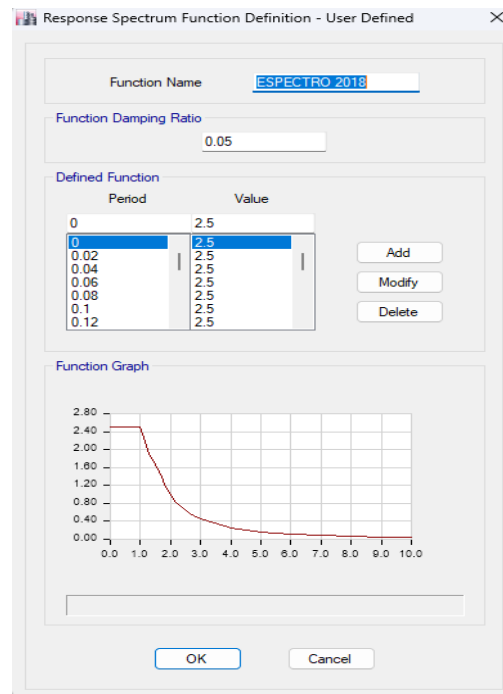 Response Spectrum Function Definition - User Defined
Function Name ESPECTRO 2018
Function Damping Ratio
0.05
Defined Function
Period Value
0 2.5
0 2.5
0.02 2.5
0.04 2.5
0.06 2.5
0.08 2.5
0.1 2.5
0.12 2.5
Add
Modify
Delete
Function Graph
2.80
2.40
2.00
1.60
1.20
0.80
0.40
0.00
0.0 1.0 2.0 3.0 4.0 5.0 6.0 7.0 8.0 9.0 10.0
OK Cancel